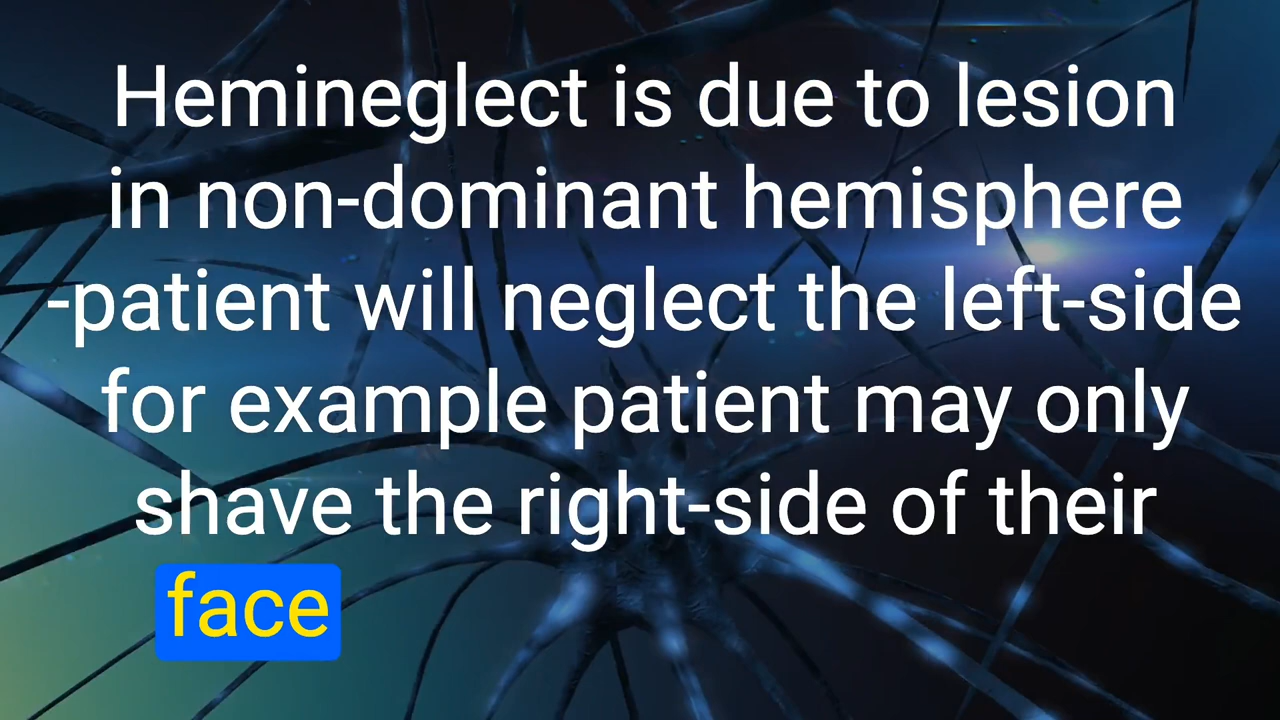 Hemineglect is due to lesion
in non-dominant hemisphere
-patient will neglect the left-side
for example patient may only
shave the right-side of their
face